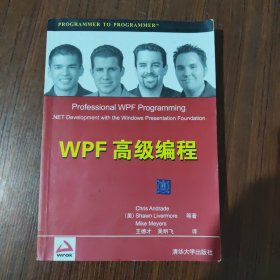 PROGRAMMER TO PROGRAMMER™
Professional WPF Programming
.NET Development with the Windows Presentation Foundation
WPF 高级编程
Chris Andrade
(美) Shawn Livermore 等著
Mike Meyers
王德才 吴明飞 译
wrox
清华大学出版社